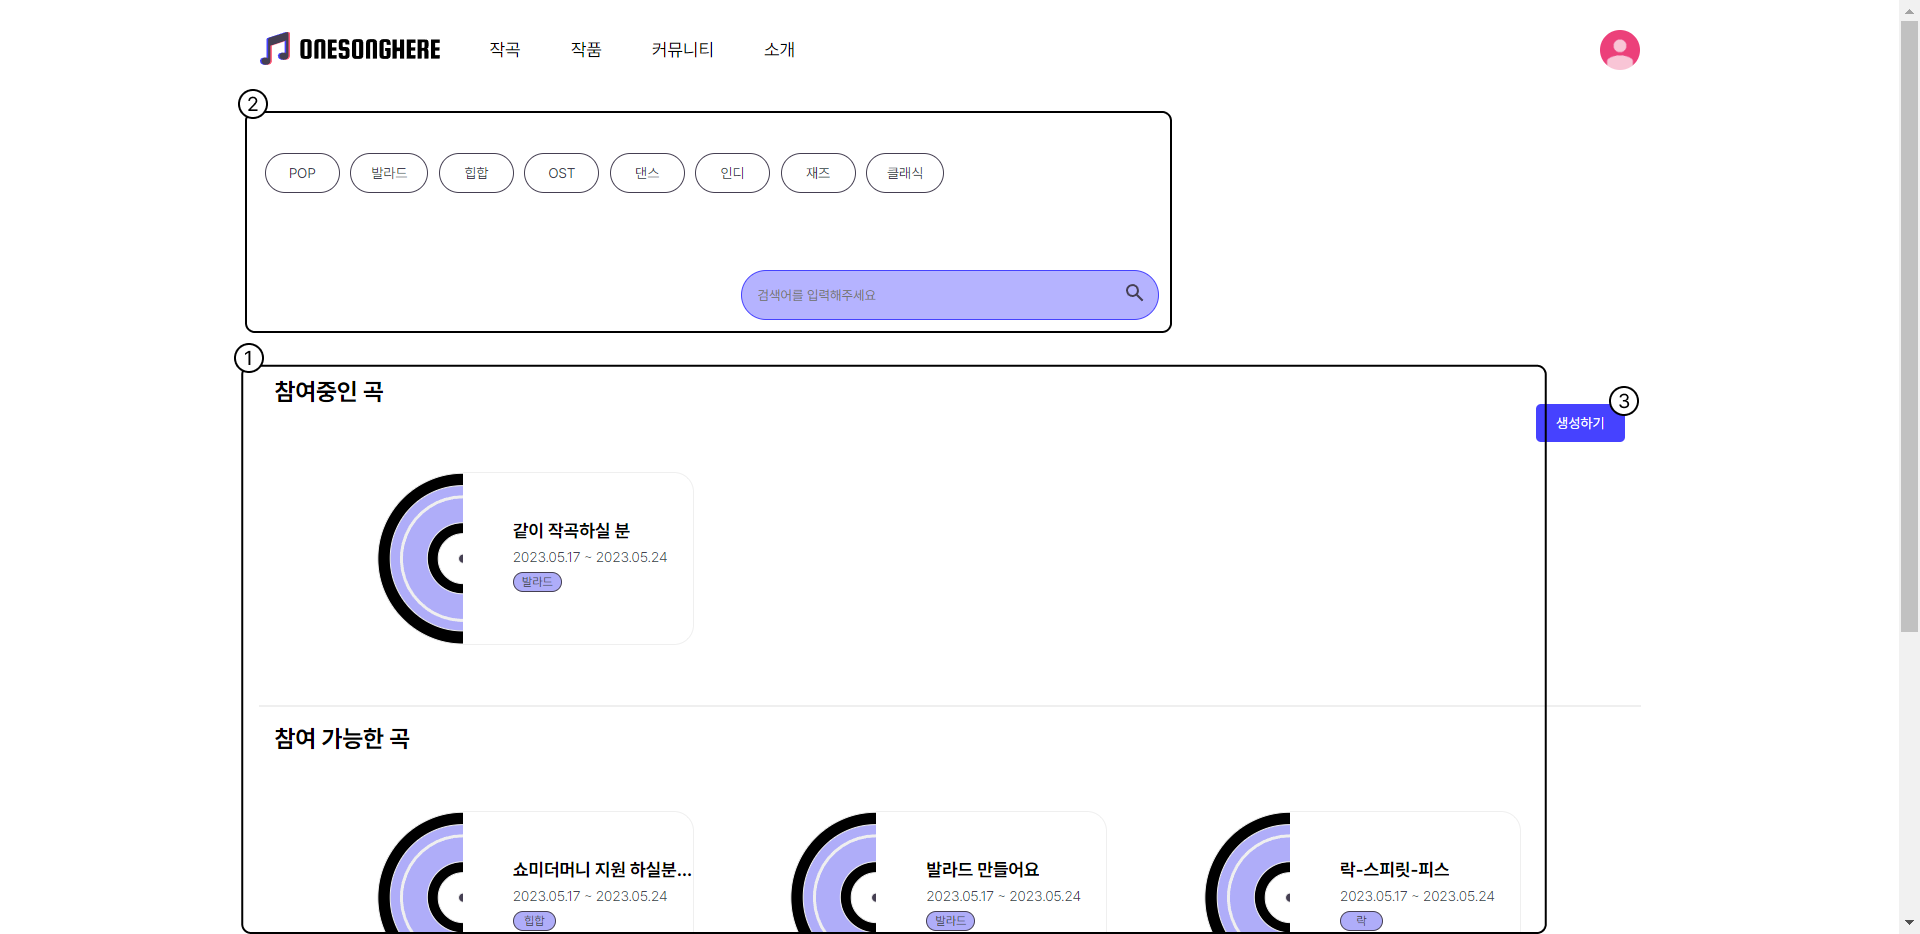 ONESONGHERE 작곡 작품 커뮤니티 소개
2
POP 발라드 힙합 OST 댄스 인디 재즈 클래식
검색어를 입력해주세요
1
참여중인 곡
3
생성하기
같이 작곡하실 분
2023.05.17 ~ 2023.05.24
발라드
참여 가능한 곡
쇼미더머니 지원 하실분... 발라드 만들어요 락-스피릿-피스
2023.05.17 ~ 2023.05.24 2023.05.17 ~ 2023.05.24 2023.05.17 ~ 2023.05.24
힙합 발라드 락